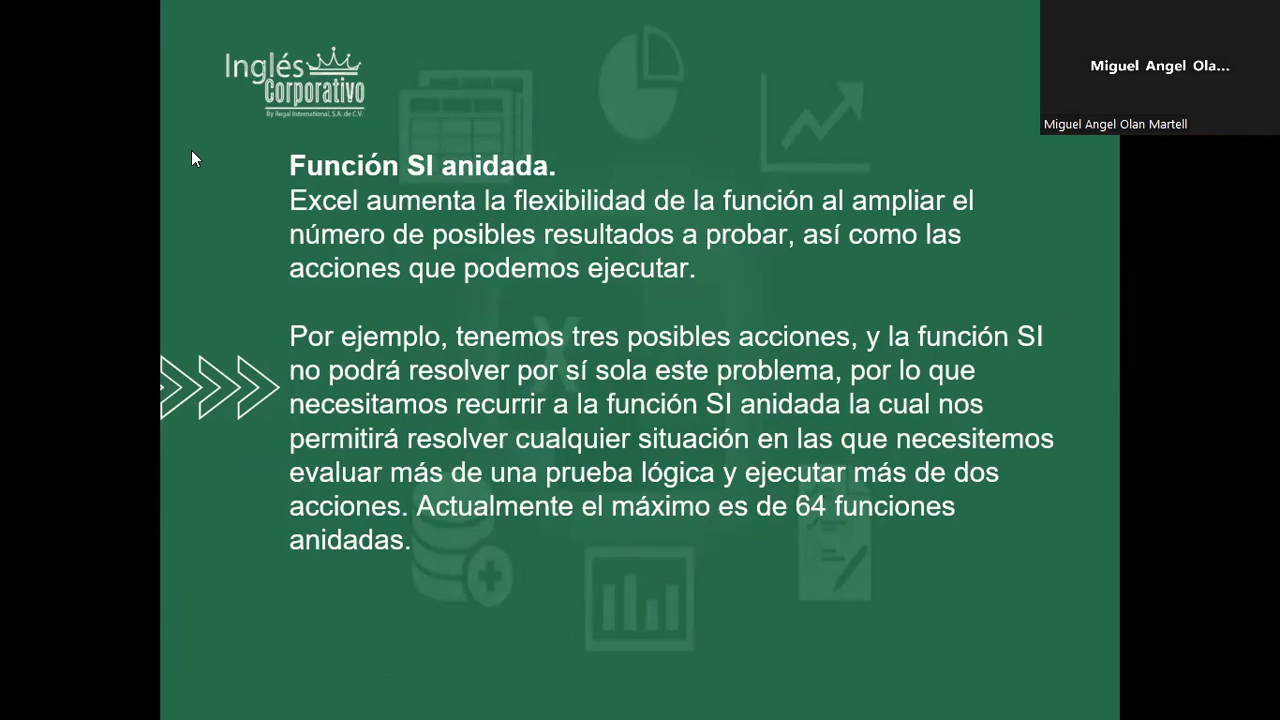 Inglés
Corporativo
By Regal International, S.A. de C.V.
Miguel Angel Ola...
Miguel Angel Olan Martell
Función SI anidada.
Excel aumenta la flexibilidad de la función al ampliar el
número de posibles resultados a probar, así como las
acciones que podemos ejecutar.
Por ejemplo, tenemos tres posibles acciones, y la función SI
no podrá resolver por sí sola este problema, por lo que
necesitamos recurrir a la función SI anidada la cual nos
permitirá resolver cualquier situación en las que necesitemos
evaluar más de una prueba lógica y ejecutar más de dos
acciones. Actualmente el máximo es de 64 funciones
anidadas.